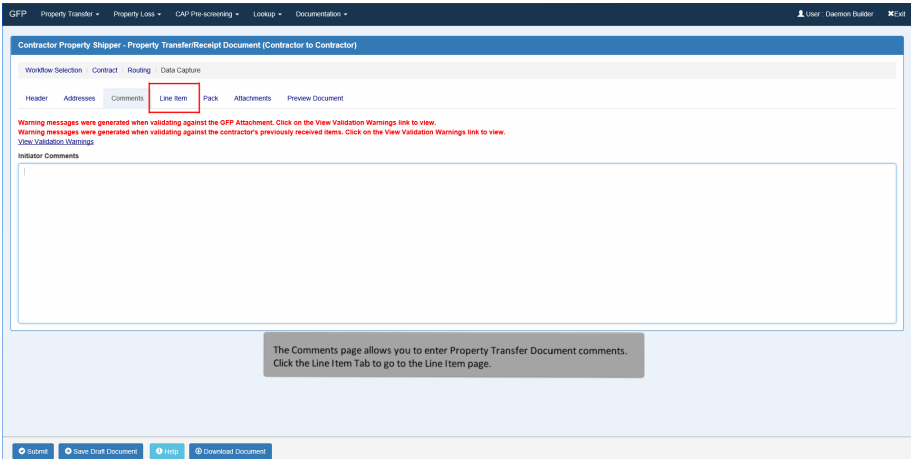 GFP Property Transfer Property Loss CAP Pre-screening Lookup Documentation User : Daemon Builder Exit
Contractor Property Shipper - Property Transfer/Receipt Document (Contractor to Contractor)
Workflow Selection / Contract / Routing / Data Capture
Header Addresses Comments Line Item Pack Attachments Preview Document
Warning messages were generated when validating against the GFP Attachment. Click on the View Validation Warnings link to view.
Warning messages were generated when validating against the contractor's previously received items. Click on the View Validation Warnings link to view.
View Validation Warnings
Initiator Comments
The Comments page allows you to enter Property Transfer Document comments.
Click the Line Item Tab to go to the Line Item page.
Submit Save Draft Document Help Download Document